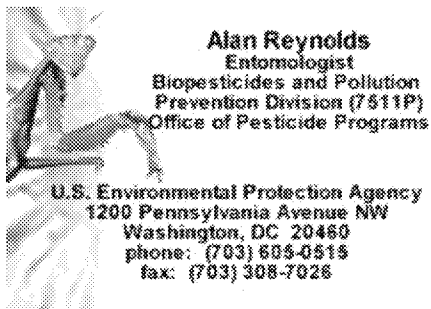 Alan Reynolds
Entomologist
Biopesticides and Pollution
Prevention Division (7511P)
Office of Pesticide Programs
U.S. Environmental Protection Agency
1200 Pennsylvania Avenue NW
Washington, DC 20460
phone: (703) 605-0515
fax: (703) 308-7026